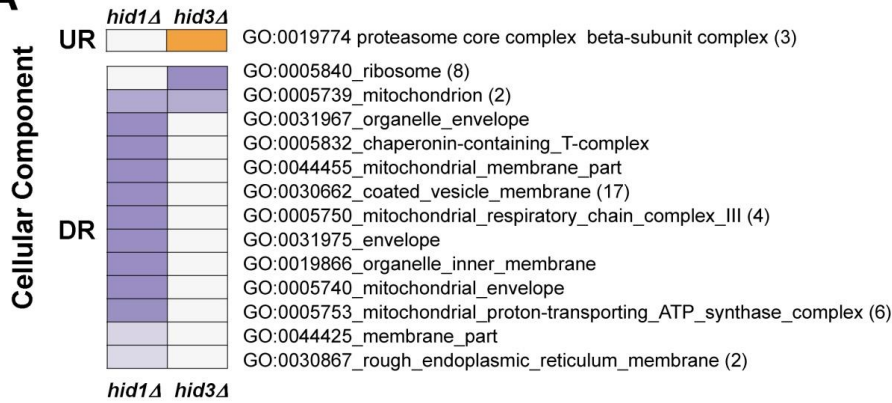 A
hid1Δ hid3Δ
UR
GO:0019774 proteasome core complex beta-subunit complex (3)
Cellular Component
DR
GO:0005840_ribosome (8)
GO:0005739_mitochondrion (2)
GO:0031967_organelle_envelope
GO:0005832_chaperonin-containing_T-complex
GO:0044455_mitochondrial_membrane_part
GO:0030662_coated_vesicle_membrane (17)
GO:0005750_mitochondrial_respiratory_chain_complex_III (4)
GO:0031975_envelope
GO:0019866_organelle_inner_membrane
GO:0005740_mitochondrial_envelope
GO:0005753_mitochondrial_proton-transporting_ATP_synthase_complex (6)
GO:0044425_membrane_part
GO:0030867_rough_endoplasmic_reticulum_membrane (2)
hid1Δ hid3Δ